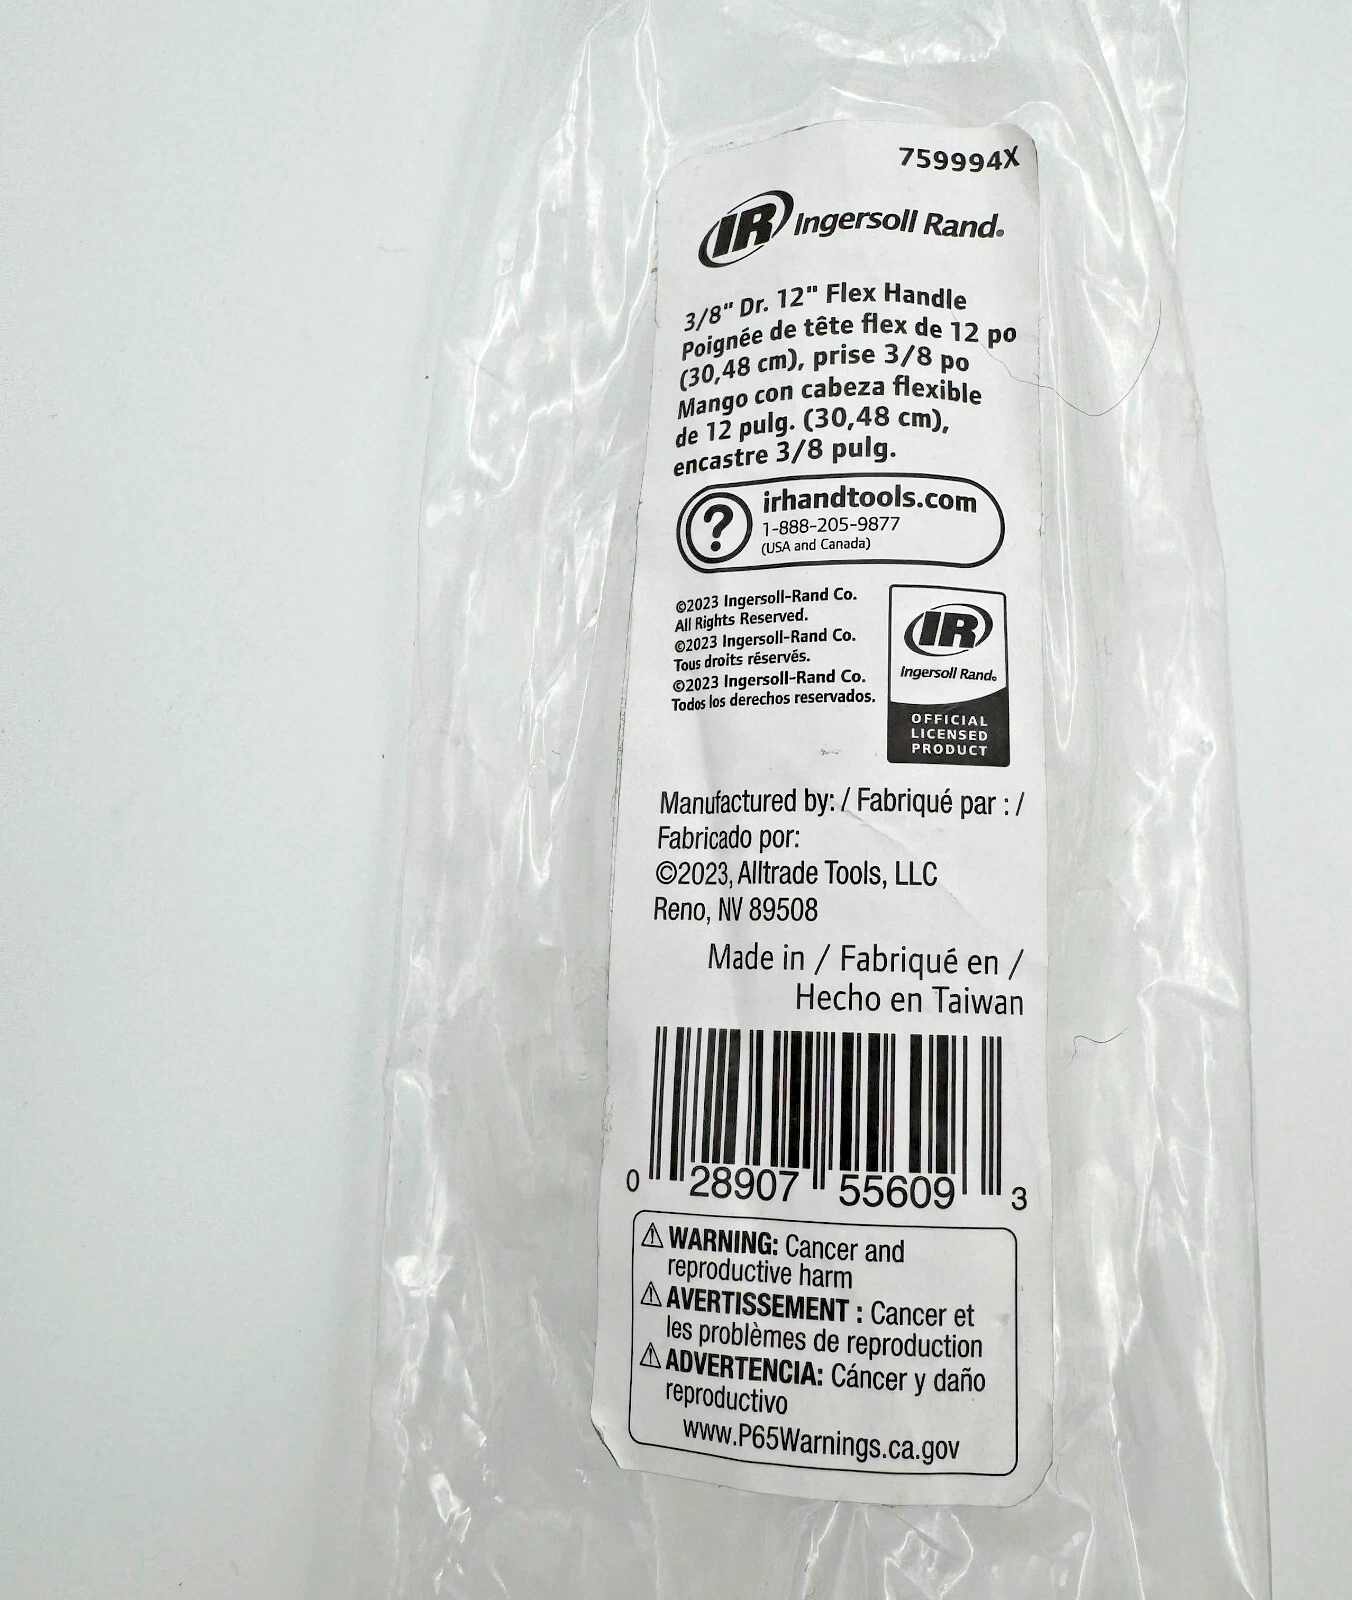 759994X
IR Ingersoll Rand.
3/8" Dr. 12" Flex Handle
Poignée de tête flex de 12 po
(30,48 cm), prise 3/8 po
Mango con cabeza flexible
de 12 pulg. (30,48 cm),
encastre 3/8 pulg.
? irhandtools.com
1-888-205-9877
(USA and Canada)
©2023 Ingersoll-Rand Co.
All Rights Reserved.
©2023 Ingersoll-Rand Co.
Tous droits réservés.
©2023 Ingersoll-Rand Co.
Todos los derechos reservados.
IR
Ingersoll Rand.
OFFICIAL
LICENSED
PRODUCT
Manufactured by: / Fabriqué par : /
Fabricado por:
©2023, Alltrade Tools, LLC
Reno, NV 89508
Made in / Fabriqué en /
Hecho en Taiwan
0 28907 55609 3
⚠ WARNING: Cancer and
reproductive harm
⚠ AVERTISSEMENT : Cancer et
les problèmes de reproduction
⚠ ADVERTENCIA: Cáncer y daño
reproductivo
www.P65Warnings.ca.gov